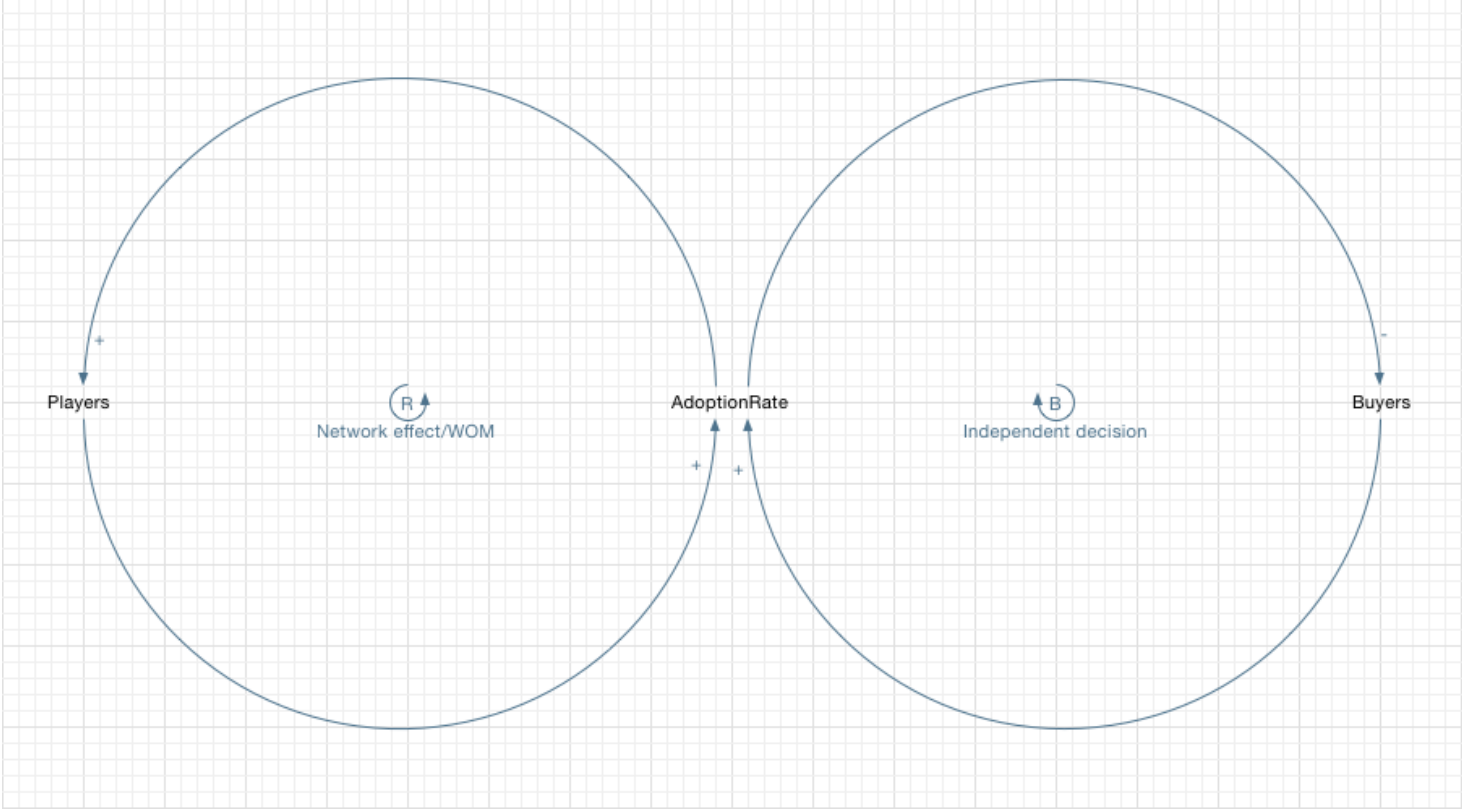 +
-
Players
R
AdoptionRate
B
Buyers
Network effect/WOM
Independent decision
+
+